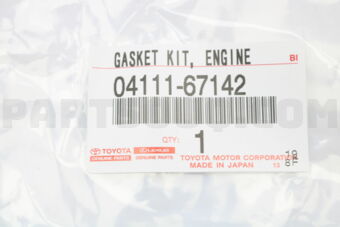 GASKET KIT, ENGINE
BI
04111-67142
QTY:
1
TOYOTA
GENUINE PARTS
LEXUS
GENUINE PARTS
TOYOTA MOTOR CORPORATION
MADE IN JAPAN
13